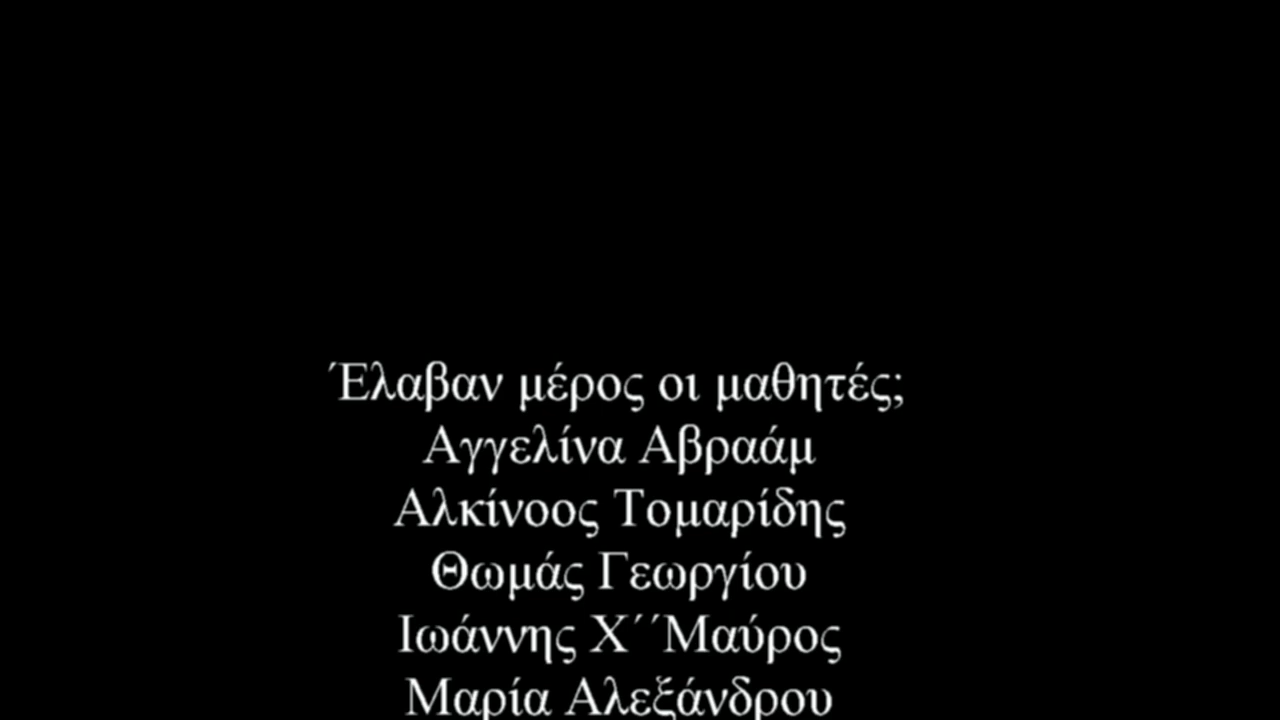 Έλαβαν μέρος οι μαθητές;
Αγγελίνα Αβραάμ
Αλκίνοος Τομαρίδης
Θωμάς Γεωργίου
Ιωάννης Χ΄΄Μαύρος
Μαρία Αλεξάνδρου